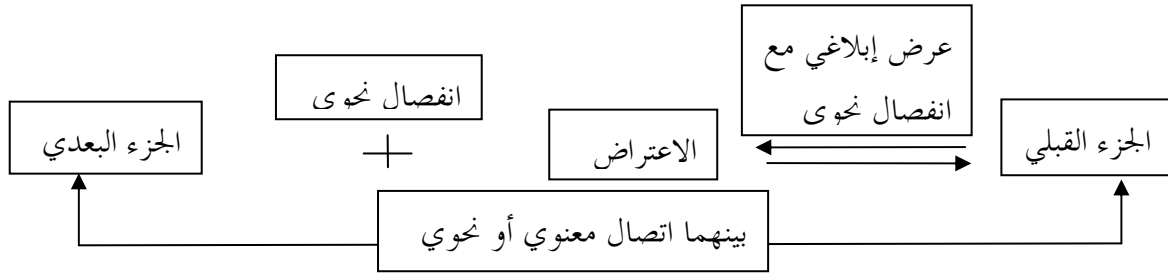 عرض إبلاغي مع
انفصال نحوي
انفصال نحوي
الجزء القبلي
الاعتراض
+
الجزء البعدي
بينهما اتصال معنوي أو نحوي